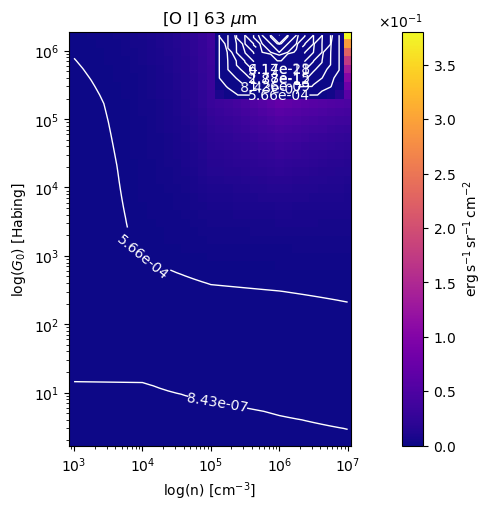 [O I] 63 μm
×10⁻¹
10⁶
10⁵
10⁴
10³
10²
10¹
log(G₀) [Habing]
5.66e-04
5.66e-04
8.43e-07
10³
10⁴
10⁵
10⁶
10⁷
log(n) [cm⁻³]
3.5
3.0
2.5
2.0
1.5
1.0
0.5
0.0
erg s⁻¹ sr⁻¹ cm⁻²